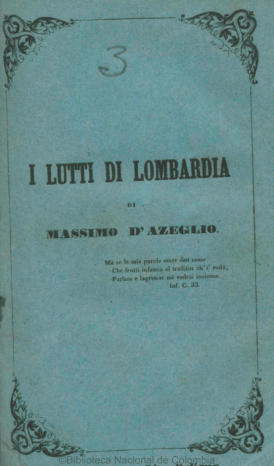 3
I LUTTI DI LOMBARDIA
DI
MASSIMO D'AZEGLIO.
Mà se le mie parole esser den seme
Che frutti infamia al traditor ch'i' rodo,
Parlare e lagrimar mi vedrai insieme.
Inf. C. 33.
©Biblioteca Nacional de Colombia